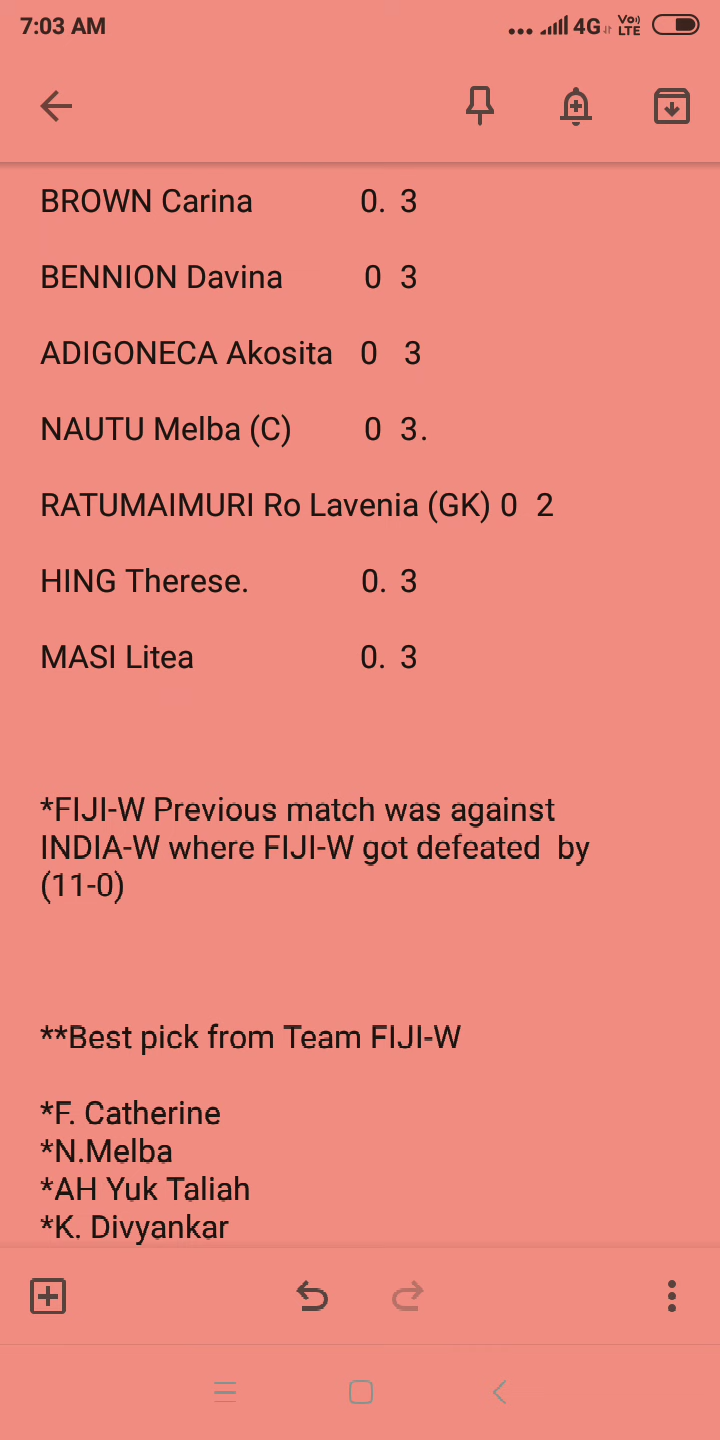 7:03 AM
4G
Vo)) LTE
BROWN Carina 0. 3
BENNION Davina 0 3
ADIGONECA Akosita 0 3
NAUTU Melba (C) 0 3.
RATUMAIMURI Ro Lavenia (GK) 0 2
HING Therese. 0. 3
MASI Litea 0. 3
*FIJI-W Previous match was against
INDIA-W where FIJI-W got defeated by
(11-0)
**Best pick from Team FIJI-W
*F. Catherine
*N.Melba
*AH Yuk Taliah
*K. Divyankar